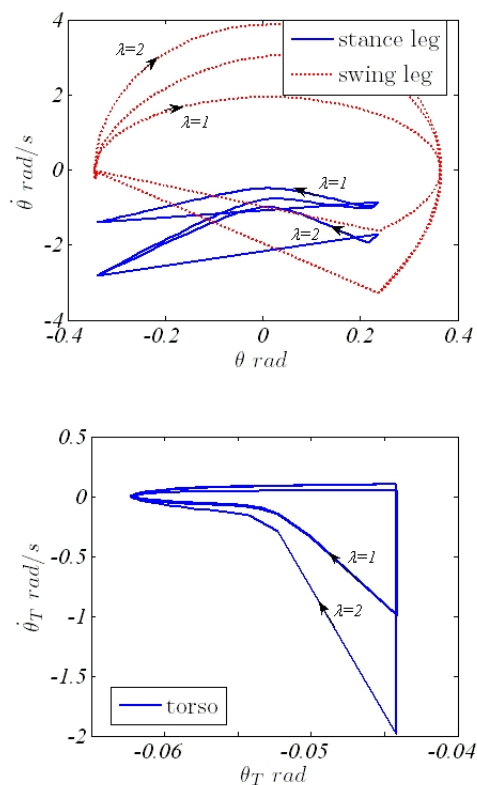 4
2
0
-2
-4
θ̇ rad/s
λ=2
λ=1
stance leg
swing leg
λ=1
λ=2
-0.4 -0.2 0 0.2 0.4
θ rad
0.5
0
-0.5
-1
-1.5
-2
θ̇_T rad/s
λ=1
λ=2
torso
-0.06 -0.05 -0.04
θ_T rad